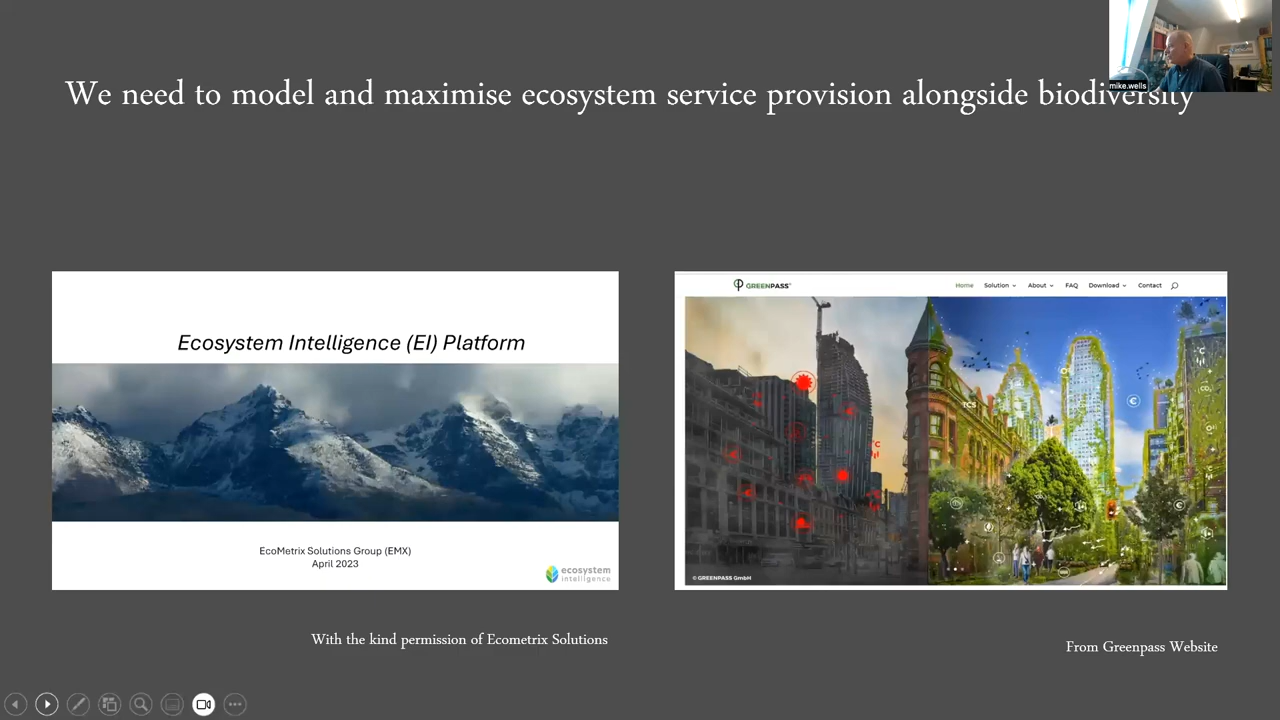 We need to model and maximise ecosystem service provision alongside biodiversity
mike.wells
Ecosystem Intelligence (EI) Platform
EcoMetrix Solutions Group (EMX)
April 2023
ecosystem
intelligence
With the kind permission of Ecometrix Solutions
GREENPASS
Home Solution About FAQ Download Contact
TCS
© GREENPASS GmbH
From Greenpass Website